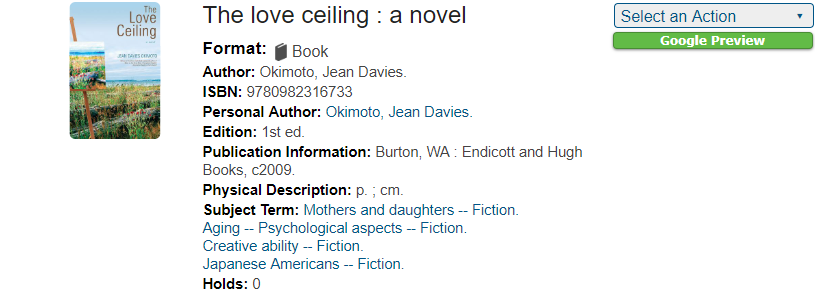 The
Love
Ceiling
JEAN DAVIES OKIMOTO
The love ceiling : a novel
Format: Book
Author: Okimoto, Jean Davies.
ISBN: 9780982316733
Personal Author: Okimoto, Jean Davies.
Edition: 1st ed.
Publication Information: Burton, WA : Endicott and Hugh
Books, c2009.
Physical Description: p. ; cm.
Subject Term: Mothers and daughters -- Fiction.
Aging -- Psychological aspects -- Fiction.
Creative ability -- Fiction.
Japanese Americans -- Fiction.
Holds: 0
Select an Action
Google Preview